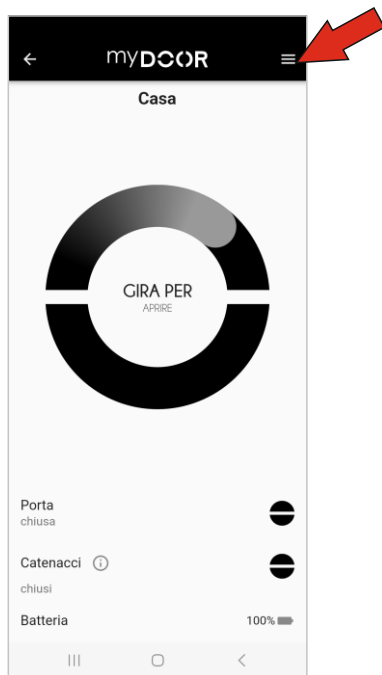 myDOOR
Casa
GIRA PER
APRIRE
Porta
chiusa
Catenacci
chiusi
Batteria 100%